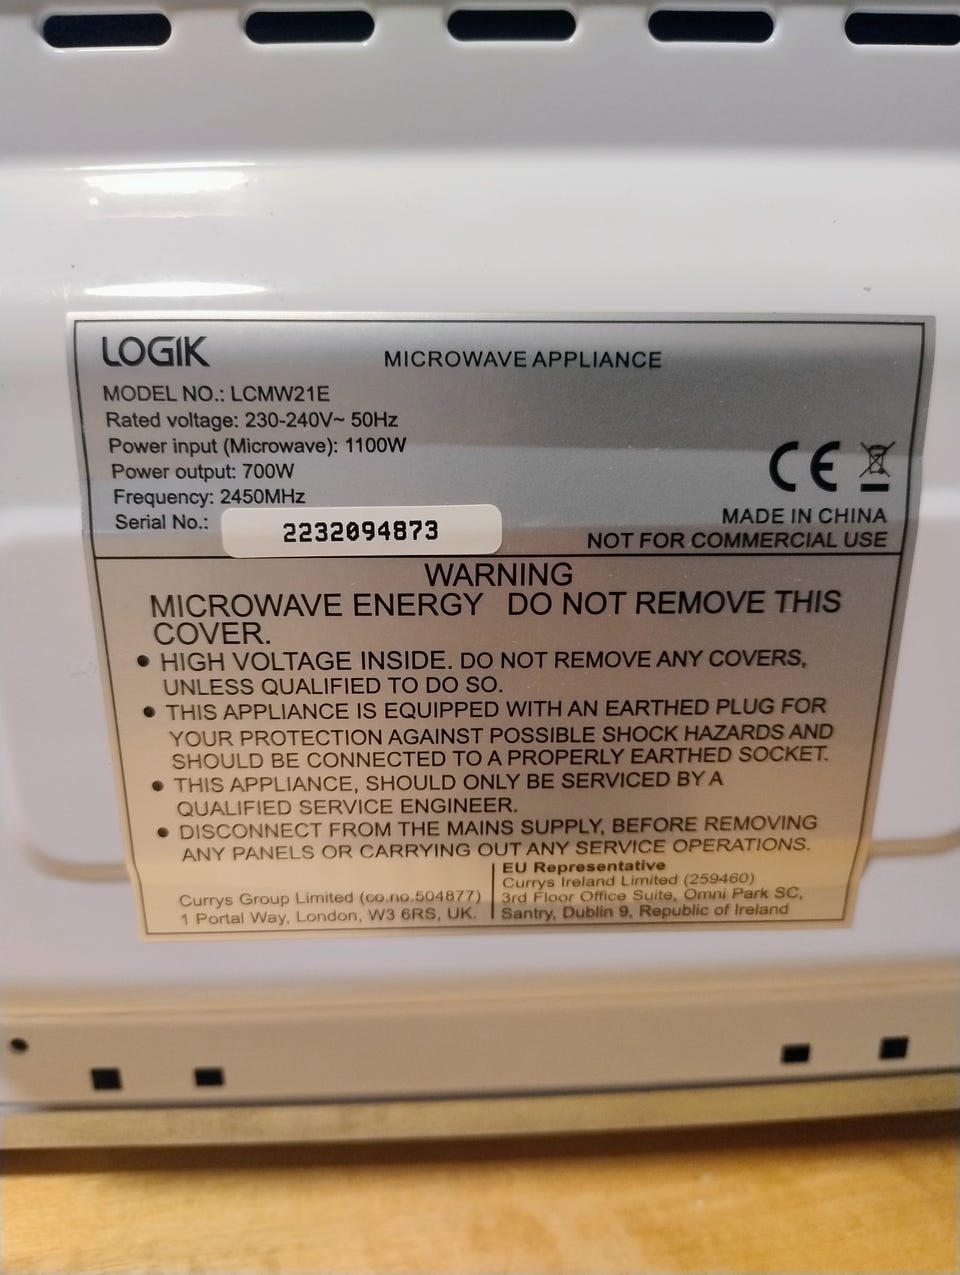 LOGIK
MICROWAVE APPLIANCE
MODEL NO.: LCMW21E
Rated voltage: 230-240V~ 50Hz
Power input (Microwave): 1100W
Power output: 700W
Frequency: 2450MHz
Serial No.: 2232094873
CE
MADE IN CHINA
NOT FOR COMMERCIAL USE
WARNING
MICROWAVE ENERGY DO NOT REMOVE THIS
COVER.
• HIGH VOLTAGE INSIDE. DO NOT REMOVE ANY COVERS,
UNLESS QUALIFIED TO DO SO.
• THIS APPLIANCE IS EQUIPPED WITH AN EARTHED PLUG FOR
YOUR PROTECTION AGAINST POSSIBLE SHOCK HAZARDS AND
SHOULD BE CONNECTED TO A PROPERLY EARTHED SOCKET.
• THIS APPLIANCE, SHOULD ONLY BE SERVICED BY A
QUALIFIED SERVICE ENGINEER.
• DISCONNECT FROM THE MAINS SUPPLY, BEFORE REMOVING
ANY PANELS OR CARRYING OUT ANY SERVICE OPERATIONS.
Currys Group Limited (co.no.504877)
1 Portal Way, London, W3 6RS, UK.
EU Representative
Currys Ireland Limited (259460)
3rd Floor Office Suite, Omni Park SC,
Santry, Dublin 9, Republic of Ireland